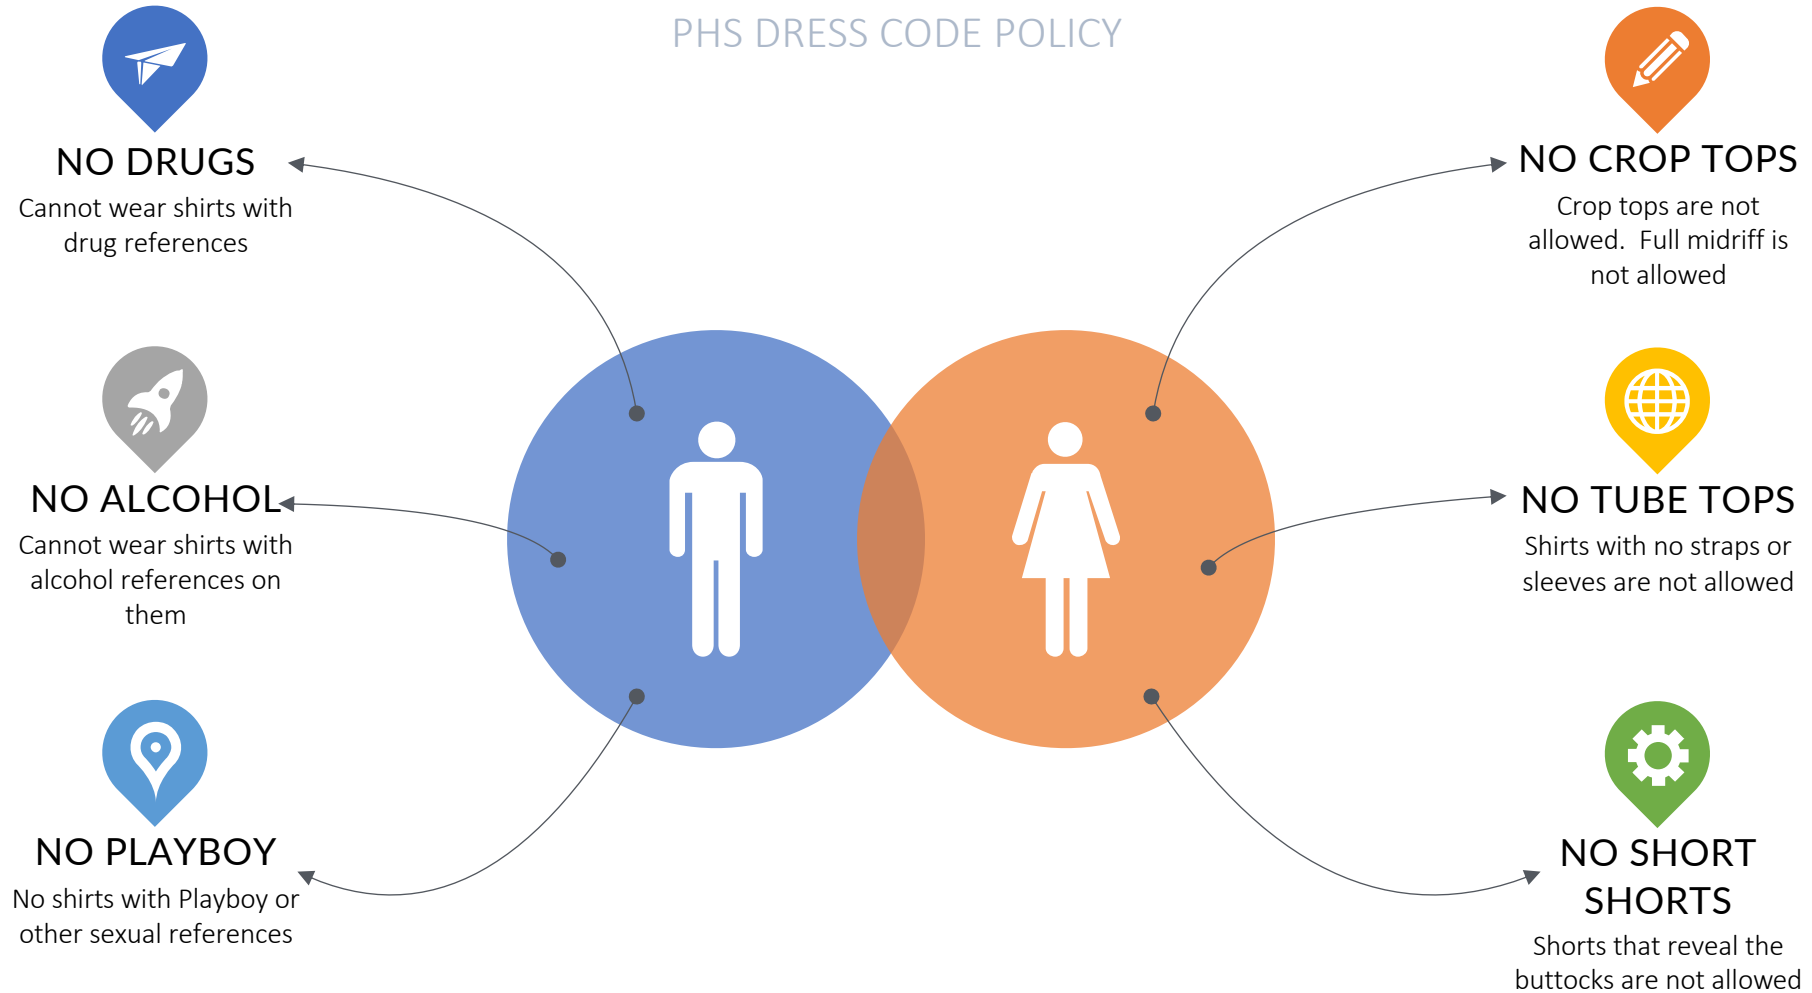 PHS DRESS CODE POLICY
NO DRUGS
Cannot wear shirts with
drug references
NO ALCOHOL
Cannot wear shirts with
alcohol references on
them
NO PLAYBOY
No shirts with Playboy or
other sexual references
NO CROP TOPS
Crop tops are not
allowed.  Full midriff is
not allowed
NO TUBE TOPS
Shirts with no straps or
sleeves are not allowed
NO SHORT
SHORTS
Shorts that reveal the
buttocks are not allowed